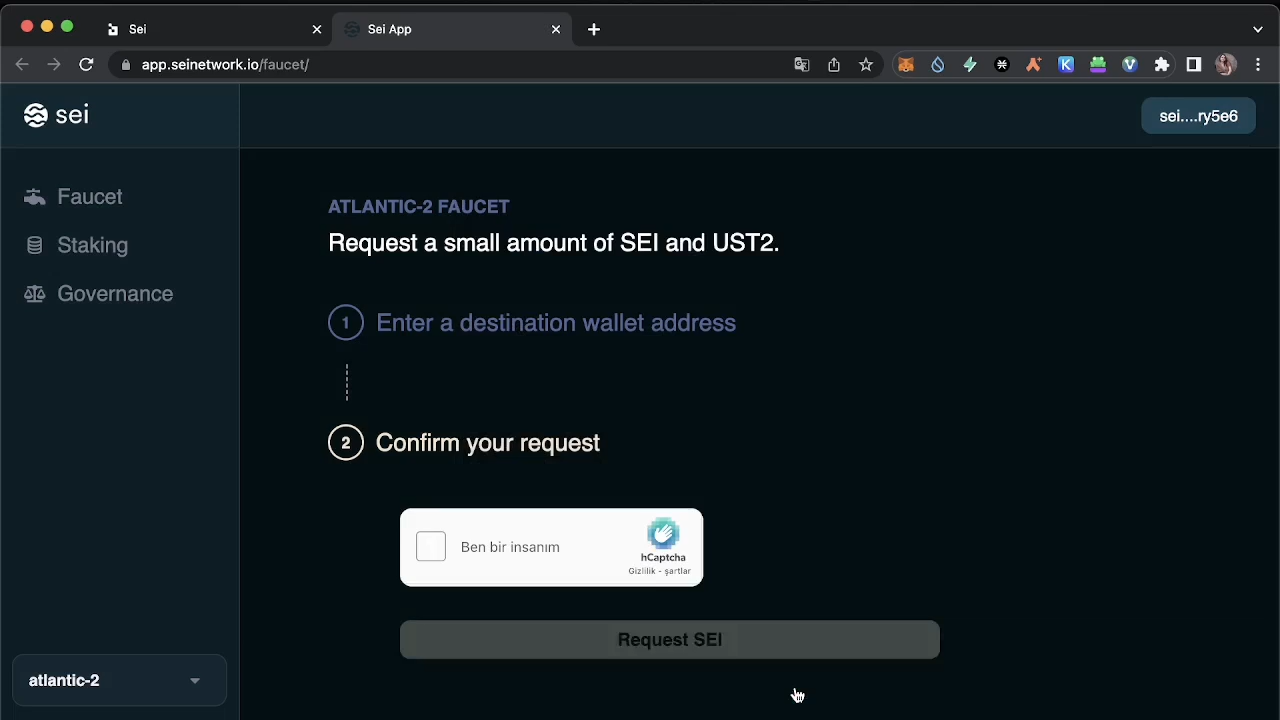 Sei
Sei App
app.seinetwork.io/faucet/
sei
sei....ry5e6
Faucet
Staking
Governance
ATLANTIC-2 FAUCET
Request a small amount of SEI and UST2.
1 Enter a destination wallet address
2 Confirm your request
Ben bir insanım
hCaptcha
Gizlilik - şartlar
Request SEI
atlantic-2